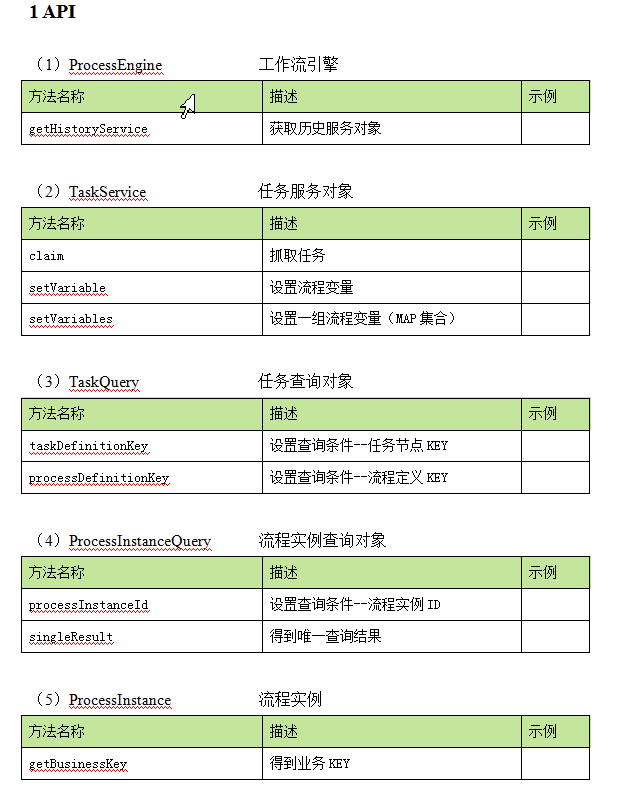 1 API
（1）ProcessEngine 工作流引擎
方法名称 描述 示例
getHistoryService 获取历史服务对象
（2）TaskService 任务服务对象
方法名称 描述 示例
claim 抓取任务
setVariable 设置流程变量
setVariables 设置一组流程变量（MAP 集合）
（3）TaskQuery 任务查询对象
方法名称 描述 示例
taskDefinitionKey 设置查询条件--任务节点 KEY
processDefinitionKey 设置查询条件--流程定义 KEY
（4）ProcessInstanceQuery 流程实例查询对象
方法名称 描述 示例
processInstanceId 设置查询条件--流程实例 ID
singleResult 得到唯一查询结果
（5）ProcessInstance 流程实例
方法名称 描述 示例
getBusinessKey 得到业务 KEY